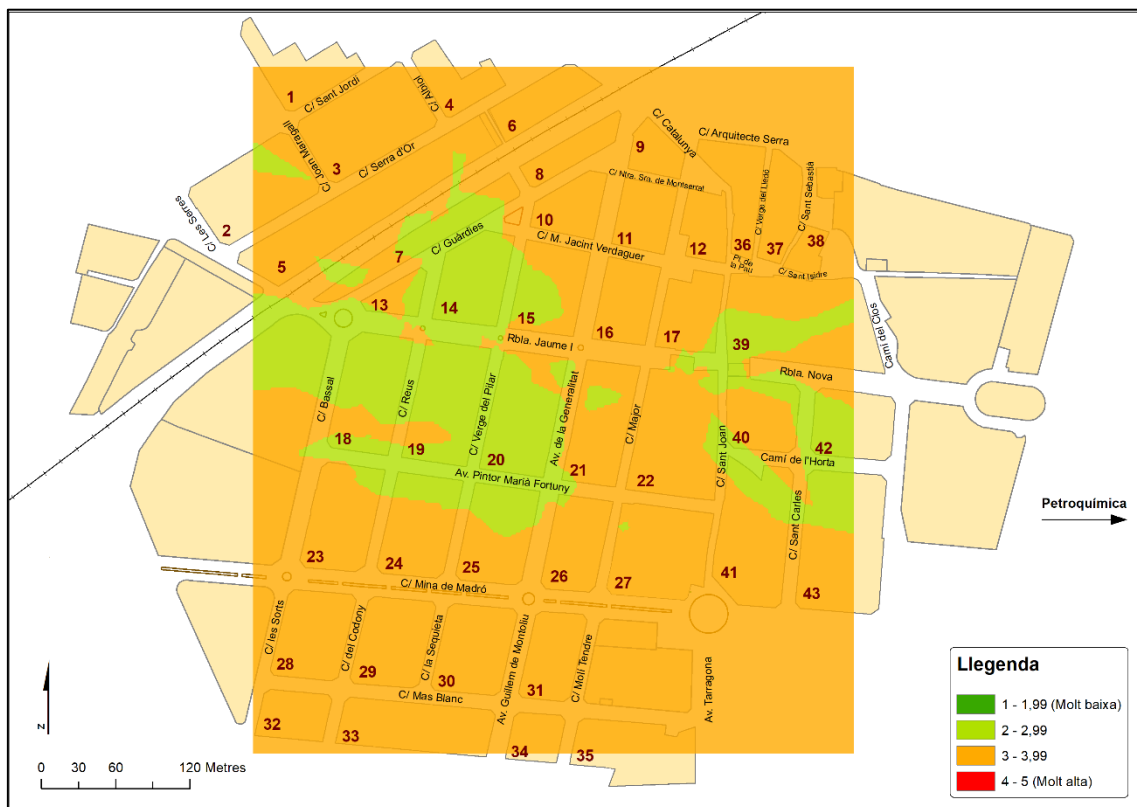 1
C/ Sant Jordi
C/ Albiol
4
6
C/ Joan Maragall
3
C/ Serra d'Or
2
C/ Les Serres
5
7
C/ Guàrdies
8
9
C/ Catalunya
C/ Arquitecte Serra
C/ Ntra. Sra. de Montserrat
C/ Verge del Lledó
C/ Sant Sebastià
10
C/ M. Jacint Verdaguer
11
12
36
Pl. de
la Pau
37
38
C/ Sant Isidre
Camí del Clos
13
14
15
Rbla. Jaume I
16
17
39
Rbla. Nova
C/ Bassal
C/ Reus
C/ Verge del Pilar
Av. de la Generalitat
C/ Major
C/ Sant Joan
18
19
20
21
22
40
42
Camí de l'Horta
Av. Pintor Marià Fortuny
C/ Sant Carles
Petroquímica
23
24
25
26
27
41
43
C/ Mina de Madró
C/ les Sorts
C/ del Codony
C/ la Sequieta
Av. Guillem de Montoliu
C/ Molí Tendre
Av. Tarragona
28
29
30
31
C/ Mas Blanc
32
33
34
35
N
0 30 60 120 Metres
Llegenda
1 - 1,99 (Molt baixa)
2 - 2,99
3 - 3,99
4 - 5 (Molt alta)